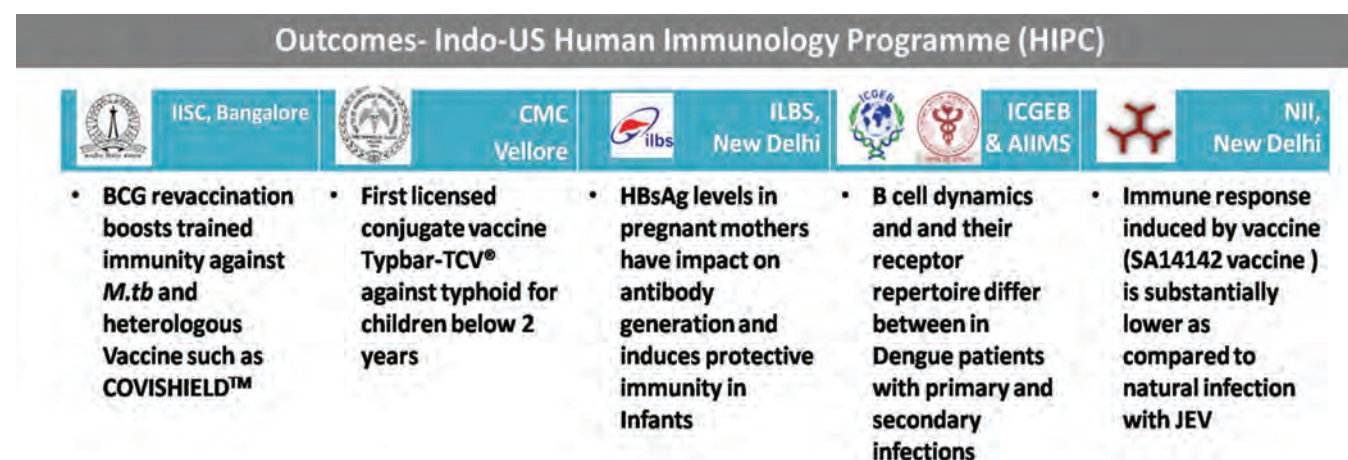 Outcomes- Indo-US Human Immunology Programme (HIPC)
IISC, Bangalore
CMC
Vellore
ilbs
ILBS,
New Delhi
ICGEB
ICGEB
& AIIMS
NII,
New Delhi
• BCG revaccination
boosts trained
immunity against
M.tb and
heterologous
Vaccine such as
COVISHIELD™
• First licensed
conjugate vaccine
Typbar-TCV®
against typhoid for
children below 2
years
• HBsAg levels in
pregnant mothers
have impact on
antibody
generation and
induces protective
immunity in
Infants
• B cell dynamics
and and their
receptor
repertoire differ
between in
Dengue patients
with primary and
secondary
infections
• Immune response
induced by vaccine
(SA14142 vaccine )
is substantially
lower as
compared to
natural infection
with JEV